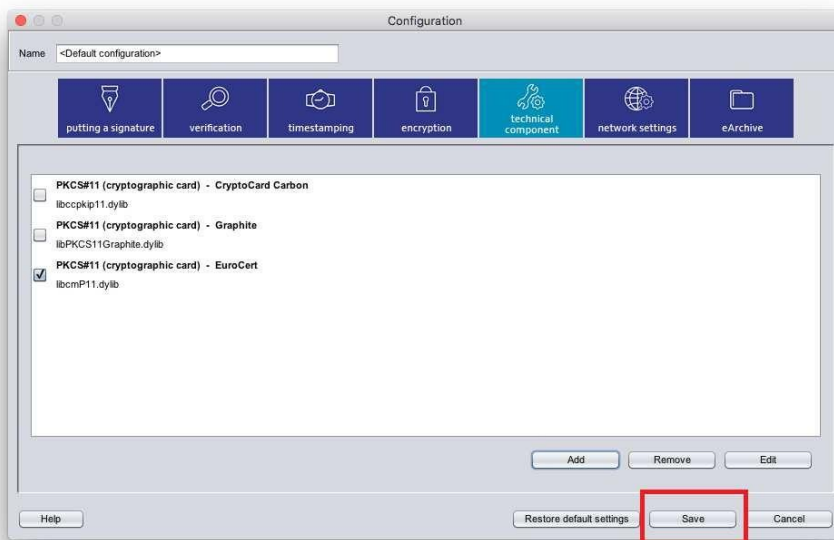 Configuration
Name <Default configuration>
putting a signature
verification
timestamping
encryption
technical
component
network settings
eArchive
PKCS#11 (cryptographic card) - CryptoCard Carbon
libccpkip11.dylib
PKCS#11 (cryptographic card) - Graphite
libPKCS11Graphite.dylib
PKCS#11 (cryptographic card) - EuroCert
libcmP11.dylib
Add Remove Edit
Help Restore default settings Save Cancel